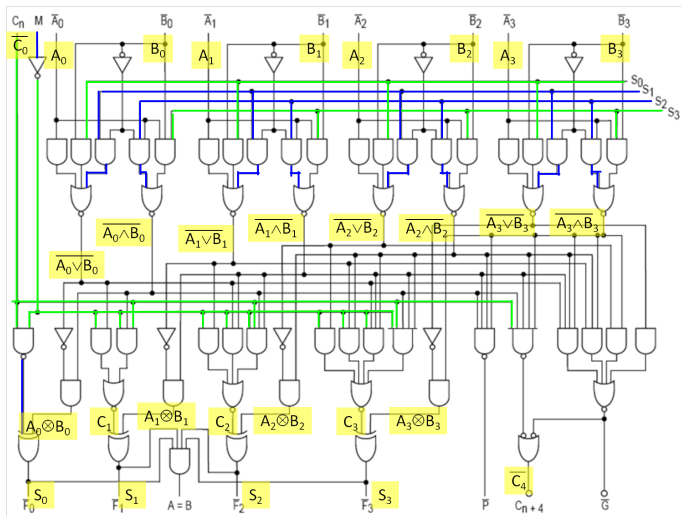 Cn M A̅0 B̅0 A̅1 B̅1 A̅2 B̅2 A̅3 B̅3
C̅0̅ A0 B0 A1 B1 A2 B2 A3 B3
S0
S1
S2
S3
A̅0̅∨̅B̅0̅ A̅0̅∧̅B̅0̅ A̅1̅∨̅B̅1̅ A̅1̅∧̅B̅1̅ A̅2̅∨̅B̅2̅ A̅2̅∧̅B̅2̅ A̅3̅∨̅B̅3̅ A̅3̅∧̅B̅3̅
A0⊗B0 C1 A1⊗B1 C2 A2⊗B2 C3 A3⊗B3
C̅4̅
S0 S1 S2 S3
F̅0 F̅1 A = B F̅2 F̅3 P̅ Cn + 4 G̅